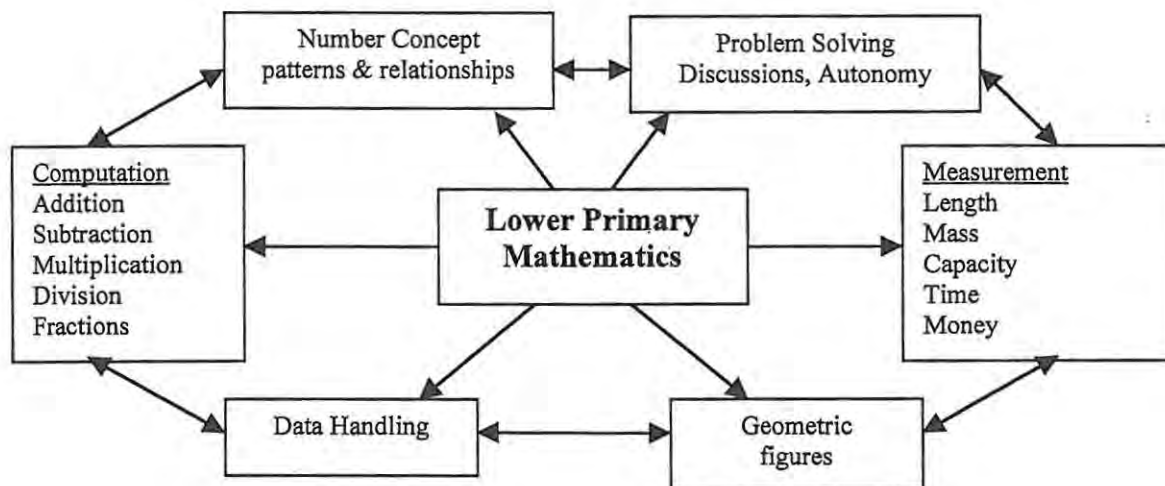 Number Concept
patterns & relationships
Problem Solving
Discussions, Autonomy
Computation
Addition
Subtraction
Multiplication
Division
Fractions
Lower Primary
Mathematics
Measurement
Length
Mass
Capacity
Time
Money
Data Handling
Geometric
figures